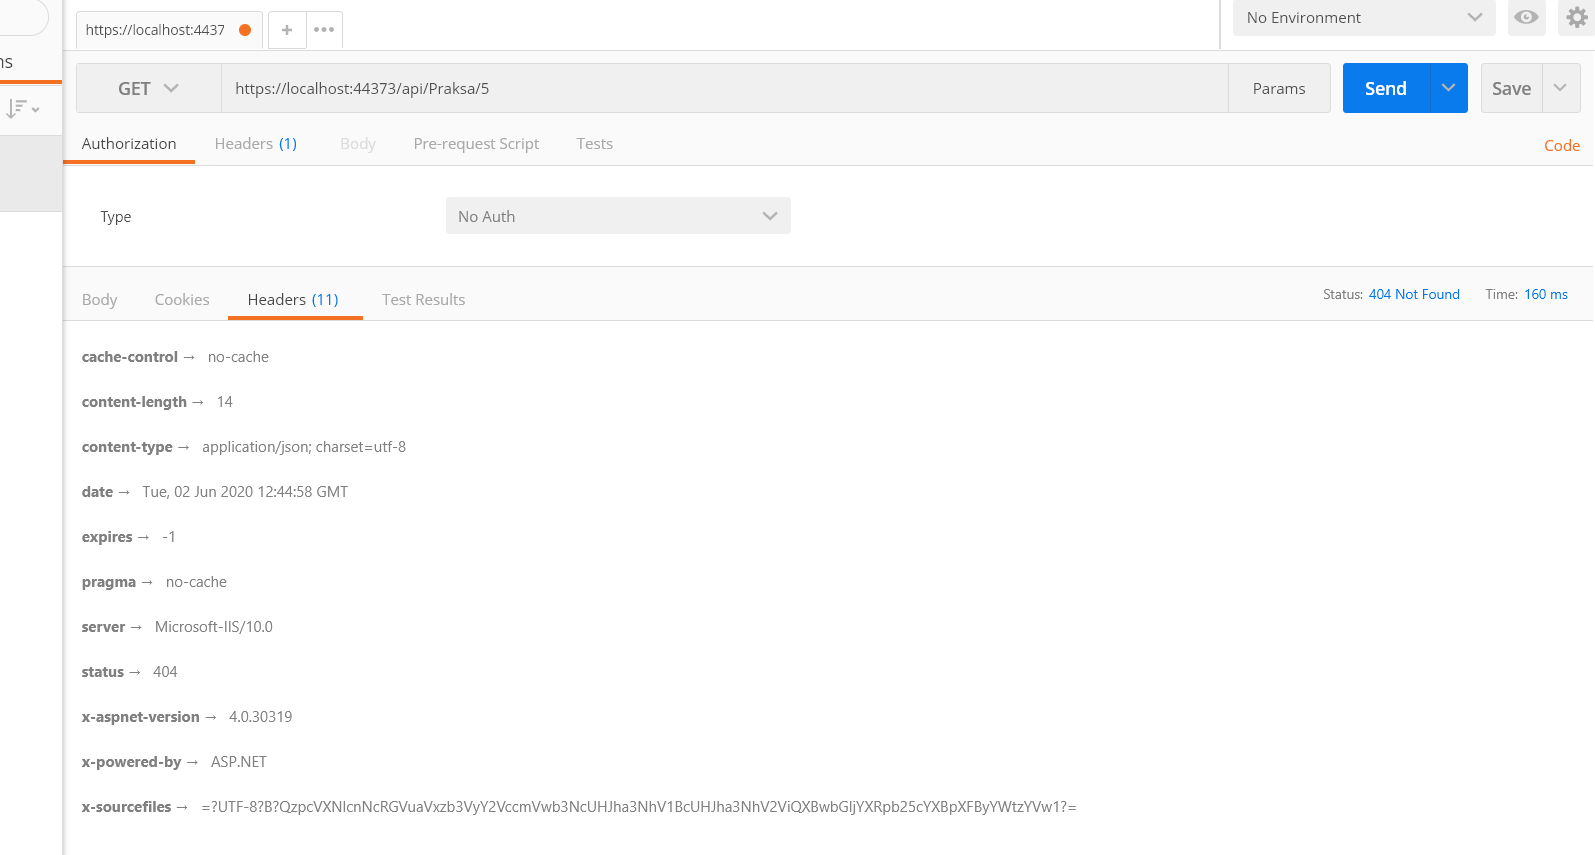 https://localhost:4437
No Environment
ns
GET https://localhost:44373/api/Praksa/5 Params Send Save
Authorization Headers (1) Body Pre-request Script Tests Code
Type No Auth
Body Cookies Headers (11) Test Results Status: 404 Not Found Time: 160 ms
cache-control → no-cache
content-length → 14
content-type → application/json; charset=utf-8
date → Tue, 02 Jun 2020 12:44:58 GMT
expires → -1
pragma → no-cache
server → Microsoft-IIS/10.0
status → 404
x-aspnet-version → 4.0.30319
x-powered-by → ASP.NET
x-sourcefiles → =?UTF-8?B?QzpcVXNlcnNcRGVuaVxzb3VyY2VccmVwb3NcUHJha3NhV1BcUHJha3NhV2ViQXBwbGljYXRpb25cYXBpXFByYWtzYVw1?=